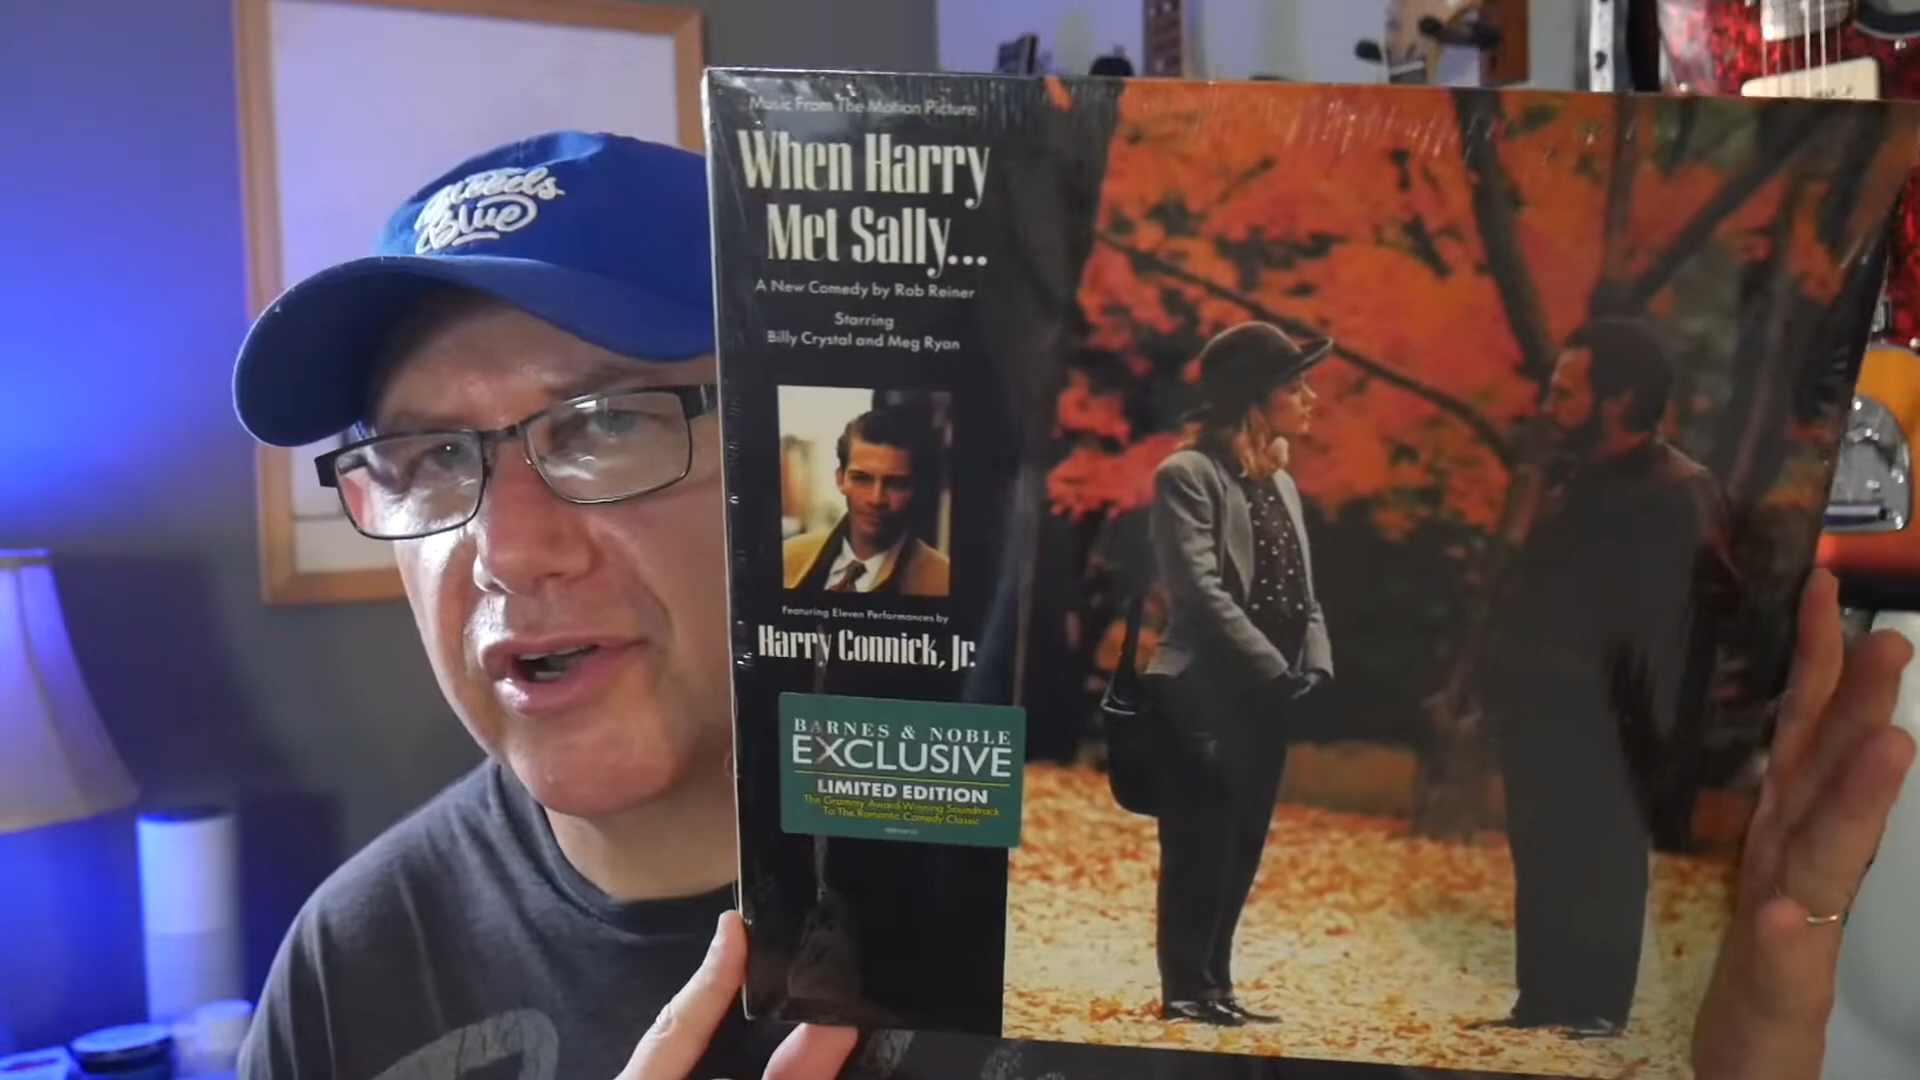 Blue
Music From The Motion Picture
When Harry
Met Sally...
A New Comedy by Rob Reiner
Starring
Billy Crystal and Meg Ryan
Featuring Eleven Performances by
Harry Connick, Jr.
BARNES & NOBLE
EXCLUSIVE
LIMITED EDITION
The Grammy Award-Winning Soundtrack
To The Romantic Comedy Classic